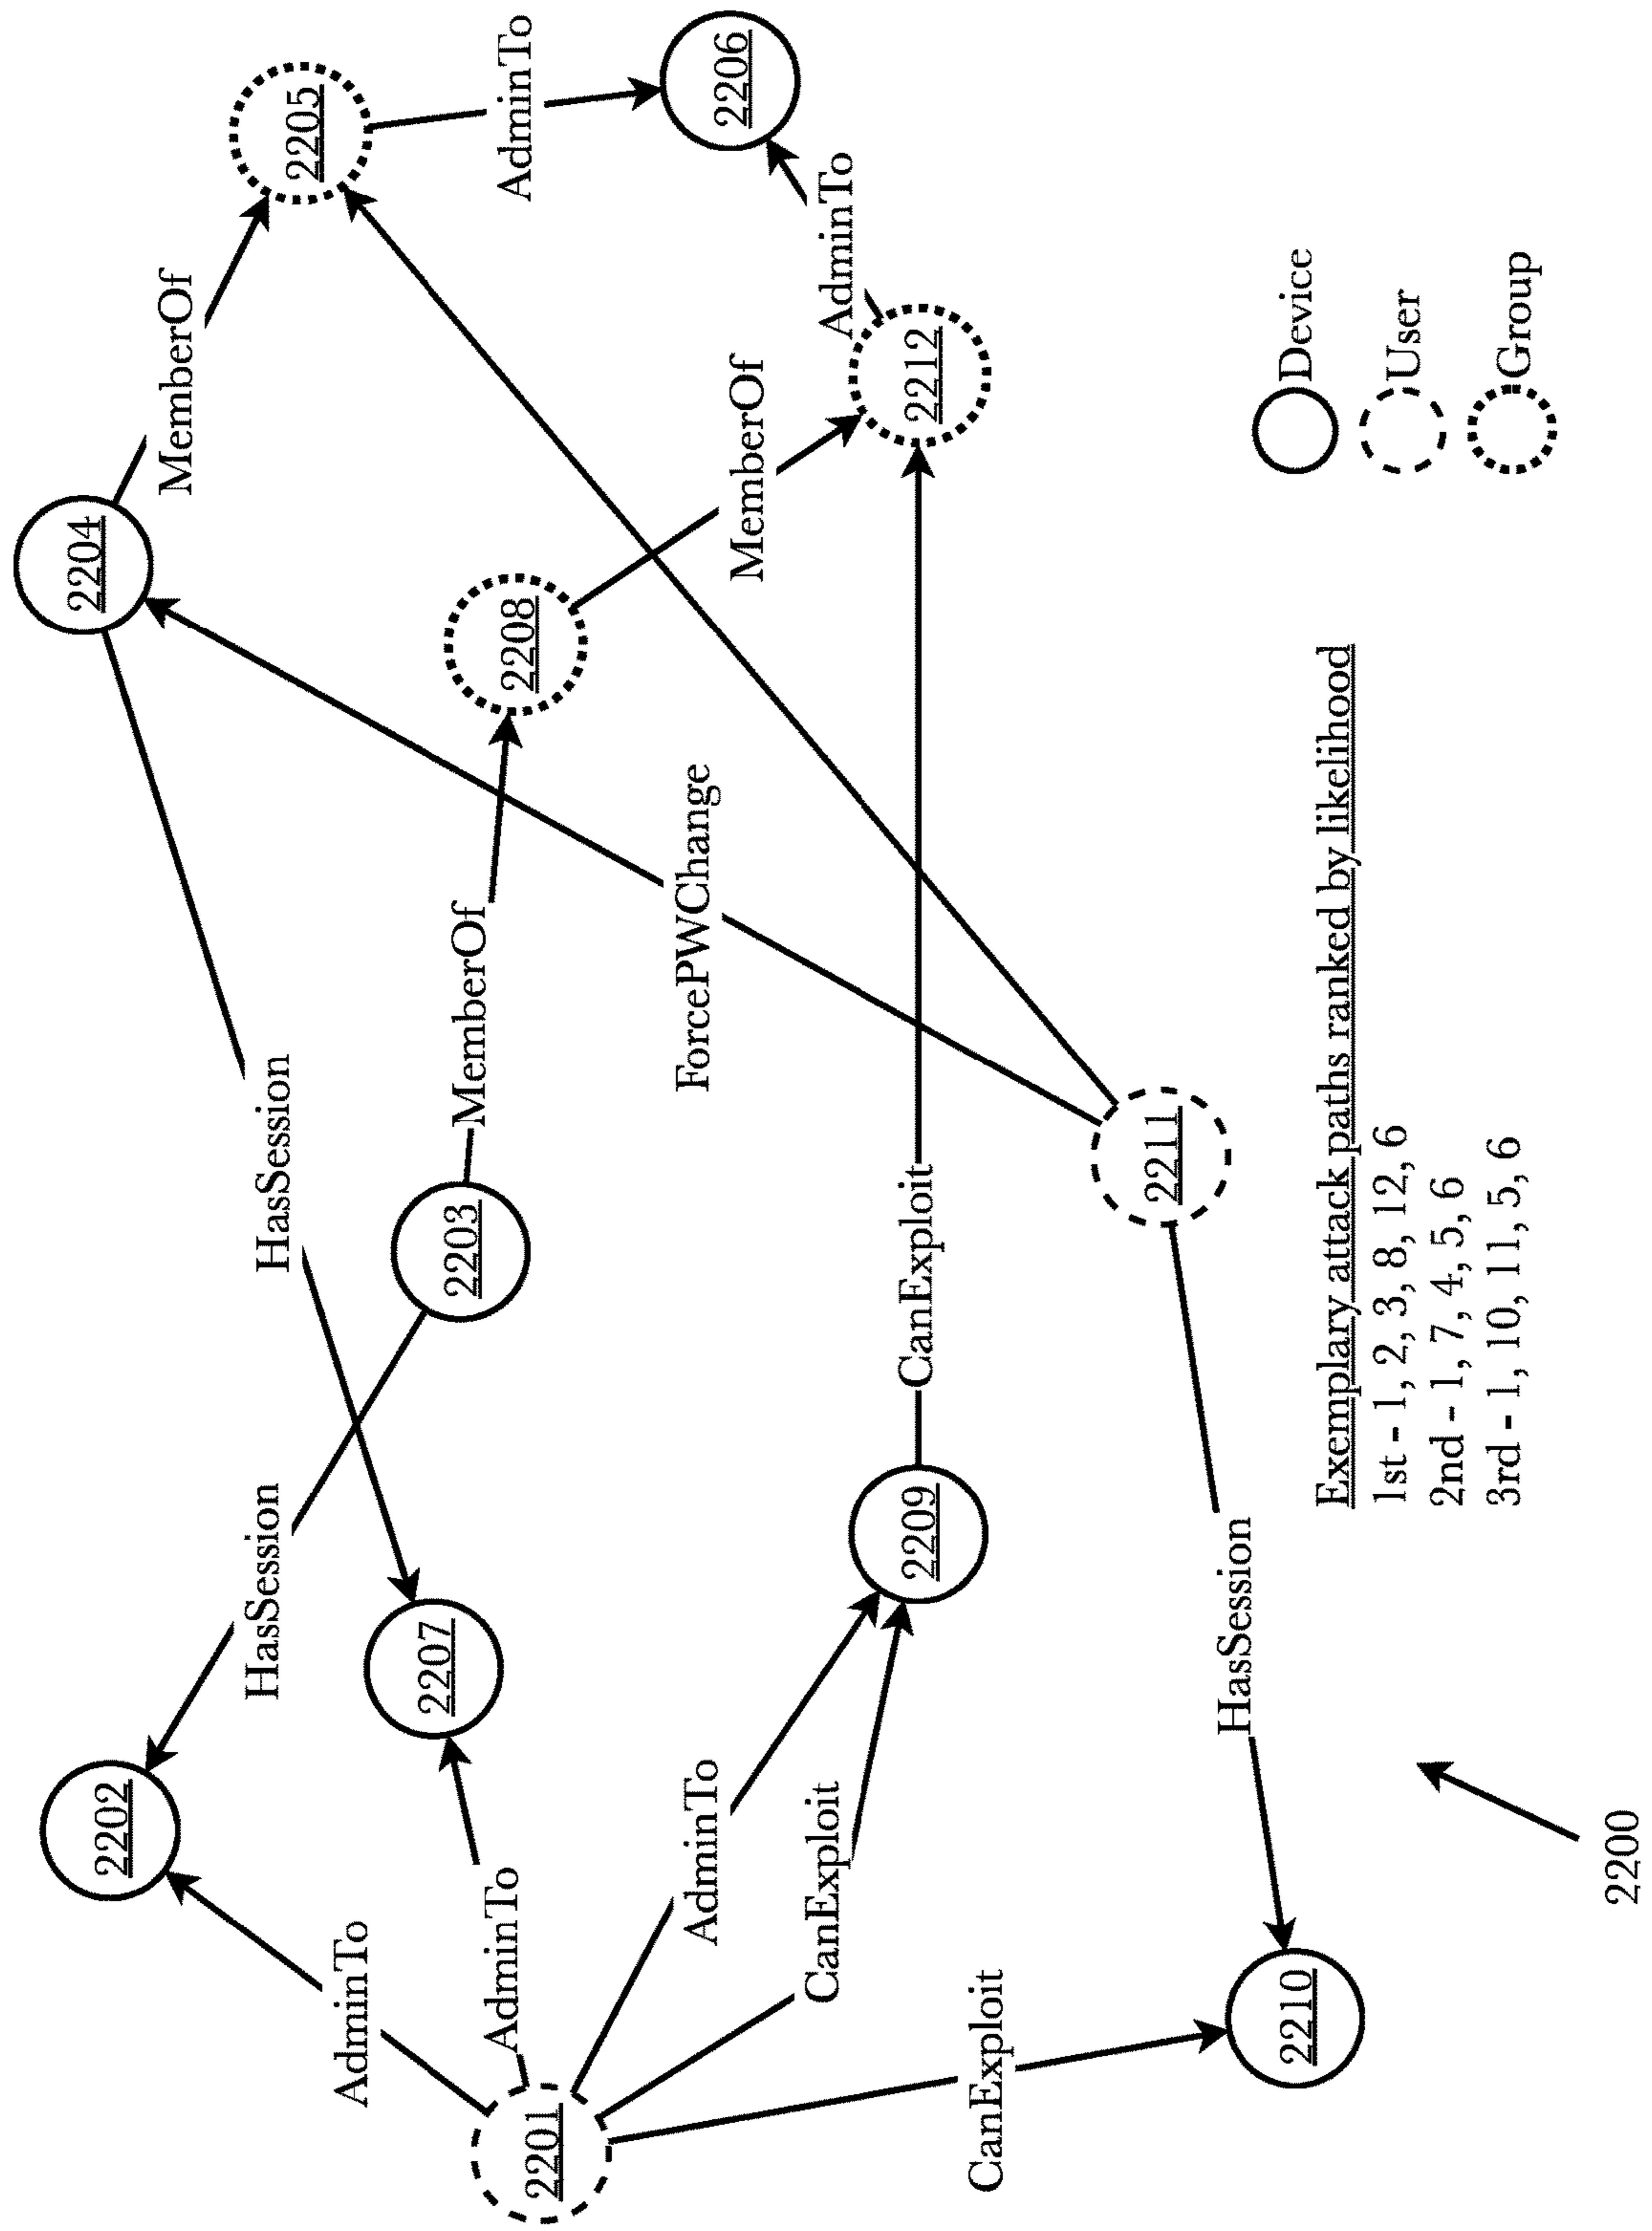 2202
2204
MemberOf
2205
AdminTo
HasSession
HasSession
AdminTo
2207
2203
MemberOf
2208
AdminTo
2206
2201
AdminTo
ForcePWChange
MemberOf
AdminTo
CanExploit
2209
CanExploit
2212
CanExploit
2210
HasSession
2211
Device
User
Group
Exemplary attack paths ranked by likelihood
1st - 1, 2, 3, 8, 12, 6
2nd - 1, 7, 4, 5, 6
3rd - 1, 10, 11, 5, 6
2200